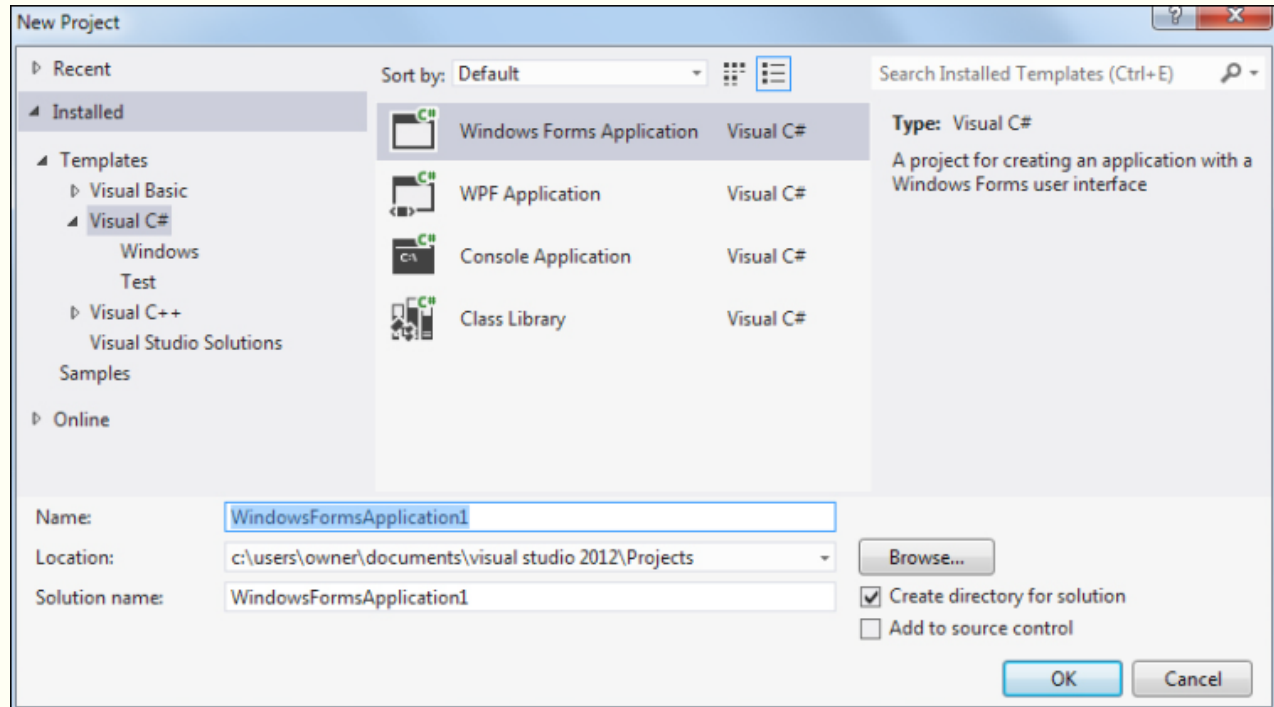 New Project
?
X
Recent
Installed
Templates
Visual Basic
Visual C#
Windows
Test
Visual C++
Visual Studio Solutions
Samples
Online
Sort by: Default
C#
Windows Forms Application Visual C#
C#
WPF Application Visual C#
C#
C:\
Console Application Visual C#
C#
Class Library Visual C#
Search Installed Templates (Ctrl+E)
Type: Visual C#
A project for creating an application with a
Windows Forms user interface
Name: WindowsFormsApplication1
Location: c:\users\owner\documents\visual studio 2012\Projects Browse...
Solution name: WindowsFormsApplication1 Create directory for solution
Add to source control
OK Cancel